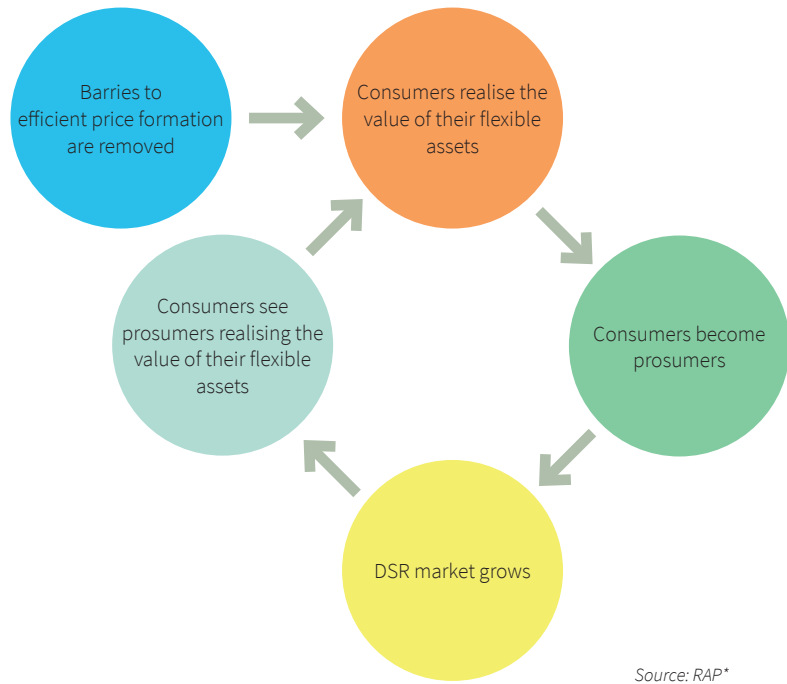 Barries to
efficient price formation
are removed
Consumers realise the
value of their flexible
assets
Consumers see
prosumers realising the
value of their flexible
assets
Consumers become
prosumers
DSR market grows
Source: RAP*